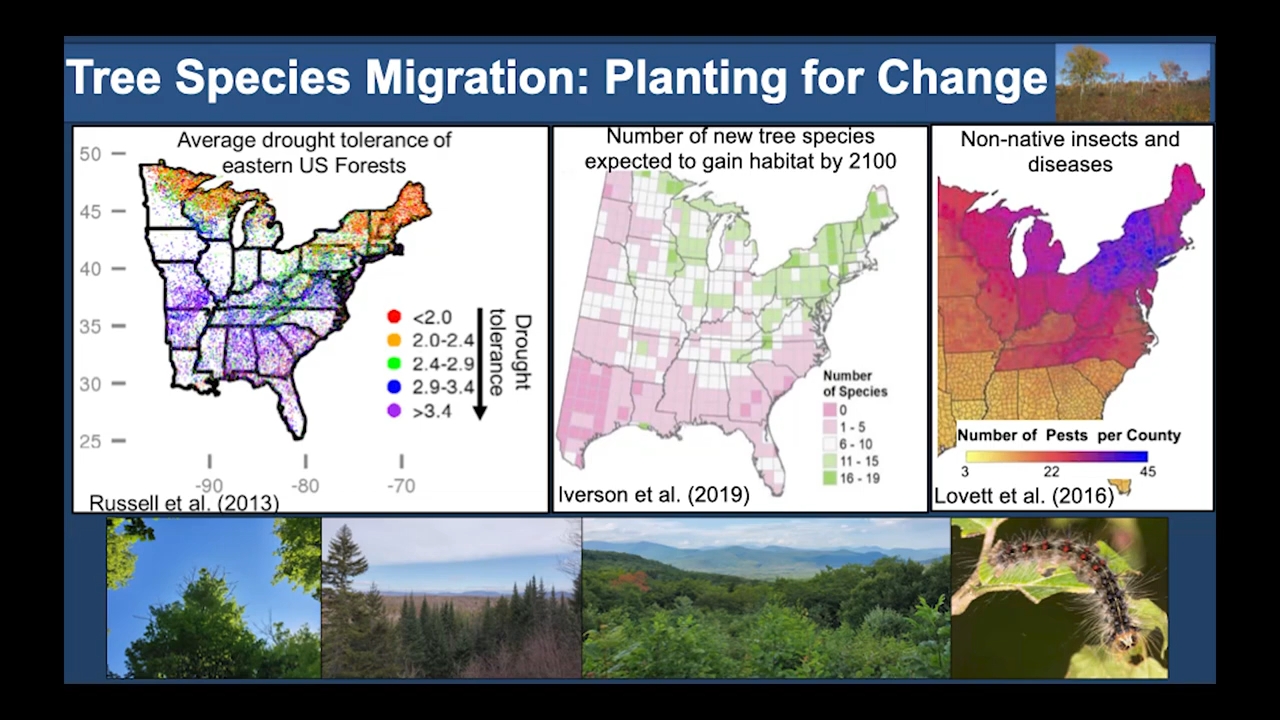 Tree Species Migration: Planting for Change
Average drought tolerance of
eastern US Forests
50
45
40
35
30
25
-90
-80
-70
<2.0
2.0-2.4
2.4-2.9
2.9-3.4
>3.4
Drought
tolerance
Russell et al. (2013)
Number of new tree species
expected to gain habitat by 2100
Number
of Species
0
1 - 5
6 - 10
11 - 15
16 - 19
Iverson et al. (2019)
Non-native insects and
diseases
Number of Pests per County
3 22 45
Lovett et al. (2016)